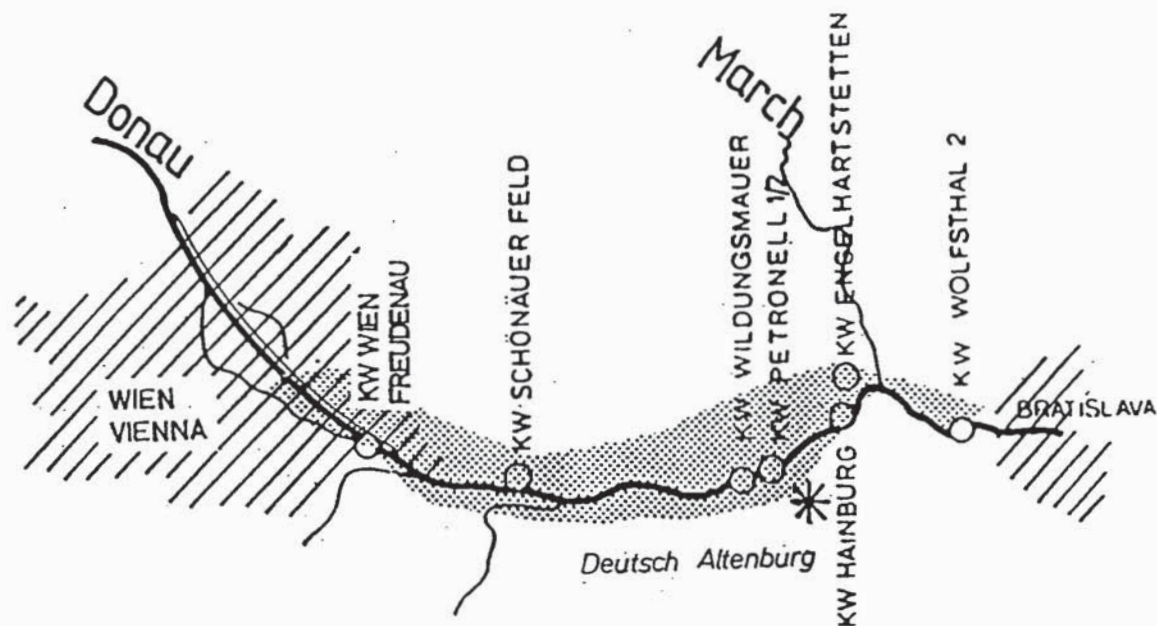 Donau
March
WIEN
VIENNA
KW WIEN
FREUDENAU
KW SCHÖNÄUER FELD
KW WILDUNGSMAUER
KW PETRONELL 1/2
KW ENGELHARTSTETTEN
KW HAINBURG
KW WOLFSTHAL 2
BRATISLAVA
Deutsch Altenburg